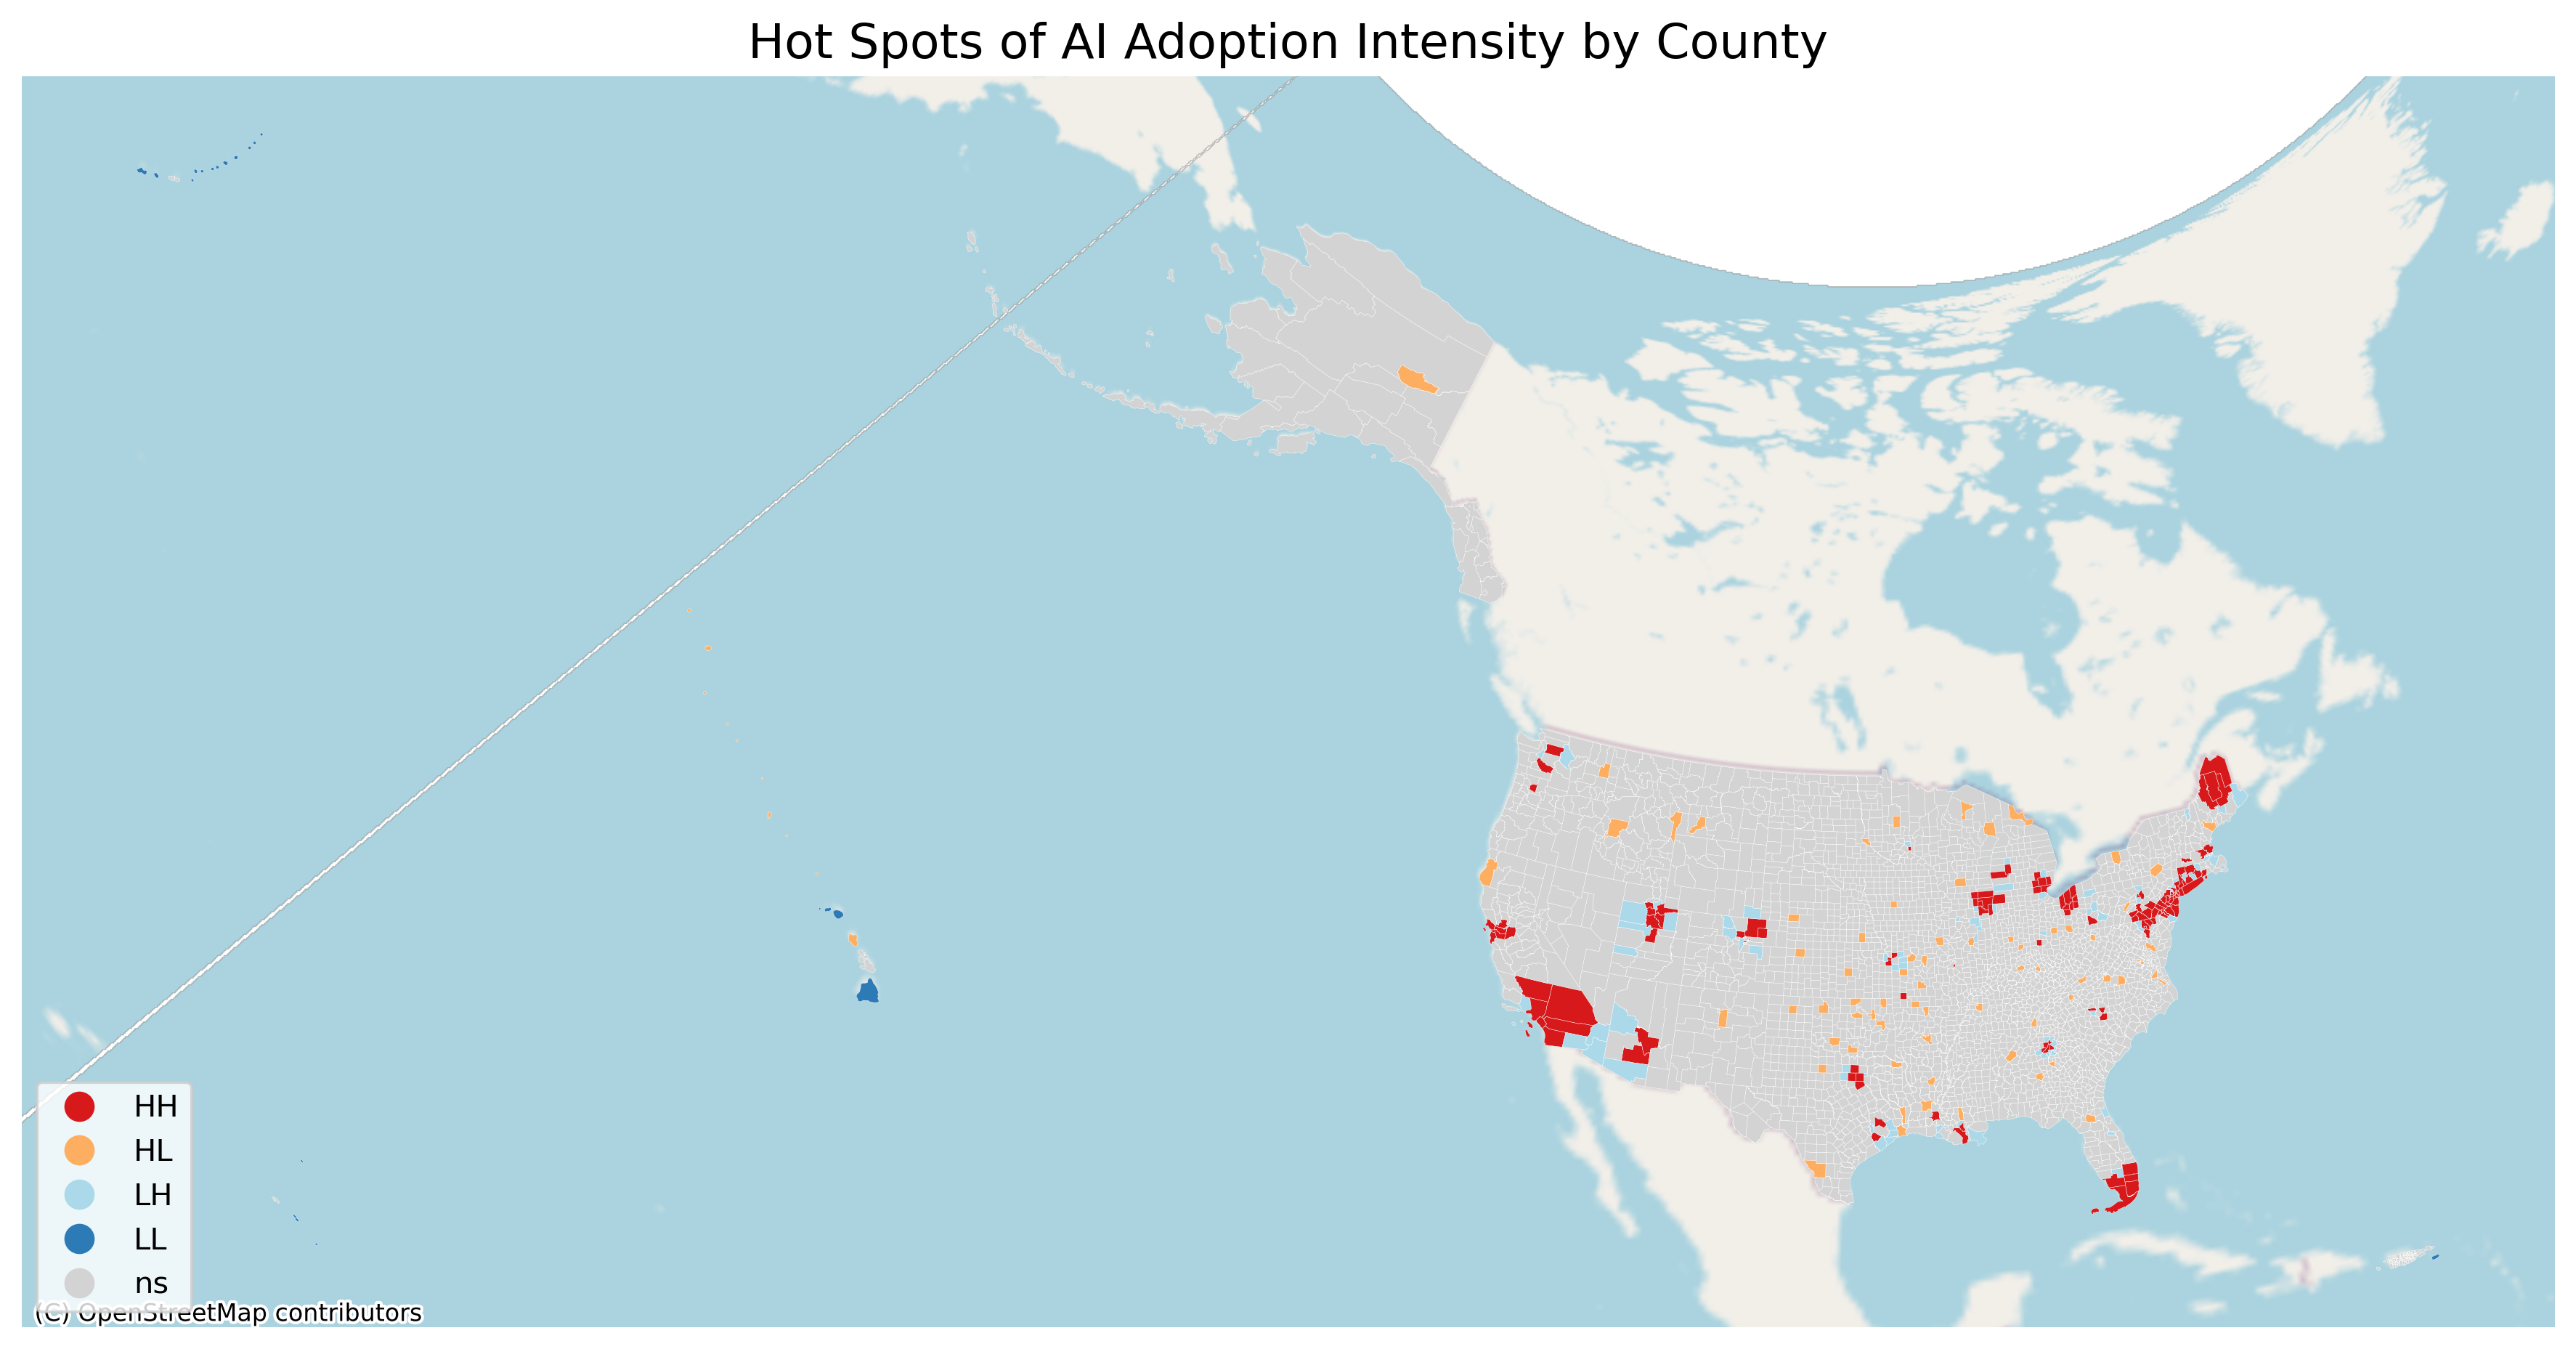 Hot Spots of AI Adoption Intensity by County
HH
HL
LH
LL
ns
(C) OpenStreetMap contributors